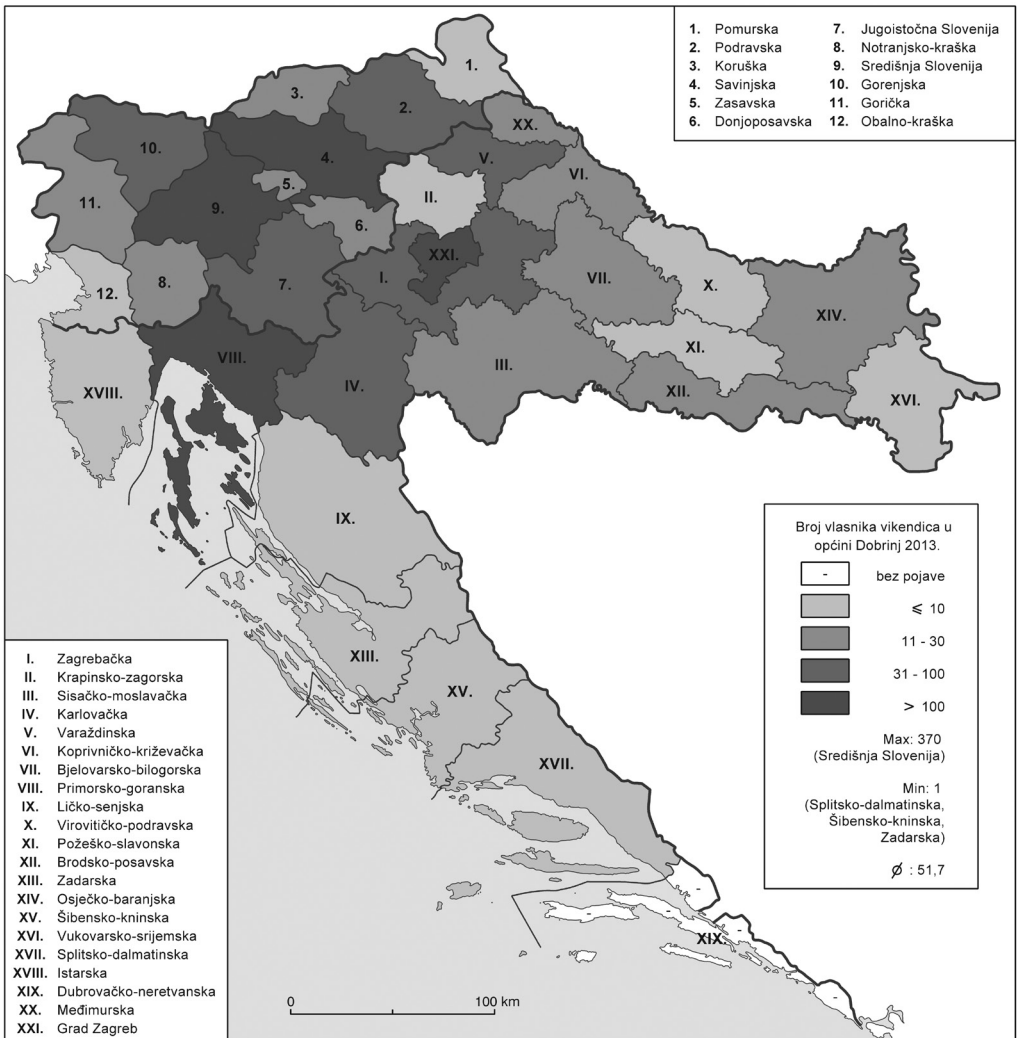 1. Pomurska
2. Podravska
3. Koruška
4. Savinjska
5. Zasavska
6. Donjoposavska
7. Jugoistočna Slovenija
8. Notranjsko-kraška
9. Središnja Slovenija
10. Gorenjska
11. Gorička
12. Obalno-kraška
1.
3.
2.
XX.
10.
4.
V.
VI.
5.
II.
11.
9.
6.
XXI.
I.
VII.
8.
7.
12.
X.
XIV.
XI.
VIII.
III.
IV.
XII.
XVIII.
XVI.
IX.
XIII.
XV.
XVII.
XIX.
-
-
-
-
-
Broj vlasnika vikendica u
općini Dobrinj 2013.
- bez pojave
⩽ 10
11 - 30
31 - 100
> 100
Max: 370
(Središnja Slovenija)
Min: 1
(Splitsko-dalmatinska,
Šibensko-kninska,
Zadarska)
Ø : 51,7
I. Zagrebačka
II. Krapinsko-zagorska
III. Sisačko-moslavačka
IV. Karlovačka
V. Varaždinska
VI. Koprivničko-križevačka
VII. Bjelovarsko-bilogorska
VIII. Primorsko-goranska
IX. Ličko-senjska
X. Virovitičko-podravska
XI. Požeško-slavonska
XII. Brodsko-posavska
XIII. Zadarska
XIV. Osječko-baranjska
XV. Šibensko-kninska
XVI. Vukovarsko-srijemska
XVII. Splitsko-dalmatinska
XVIII. Istarska
XIX. Dubrovačko-neretvanska
XX. Međimurska
XXI. Grad Zagreb
0 100 km